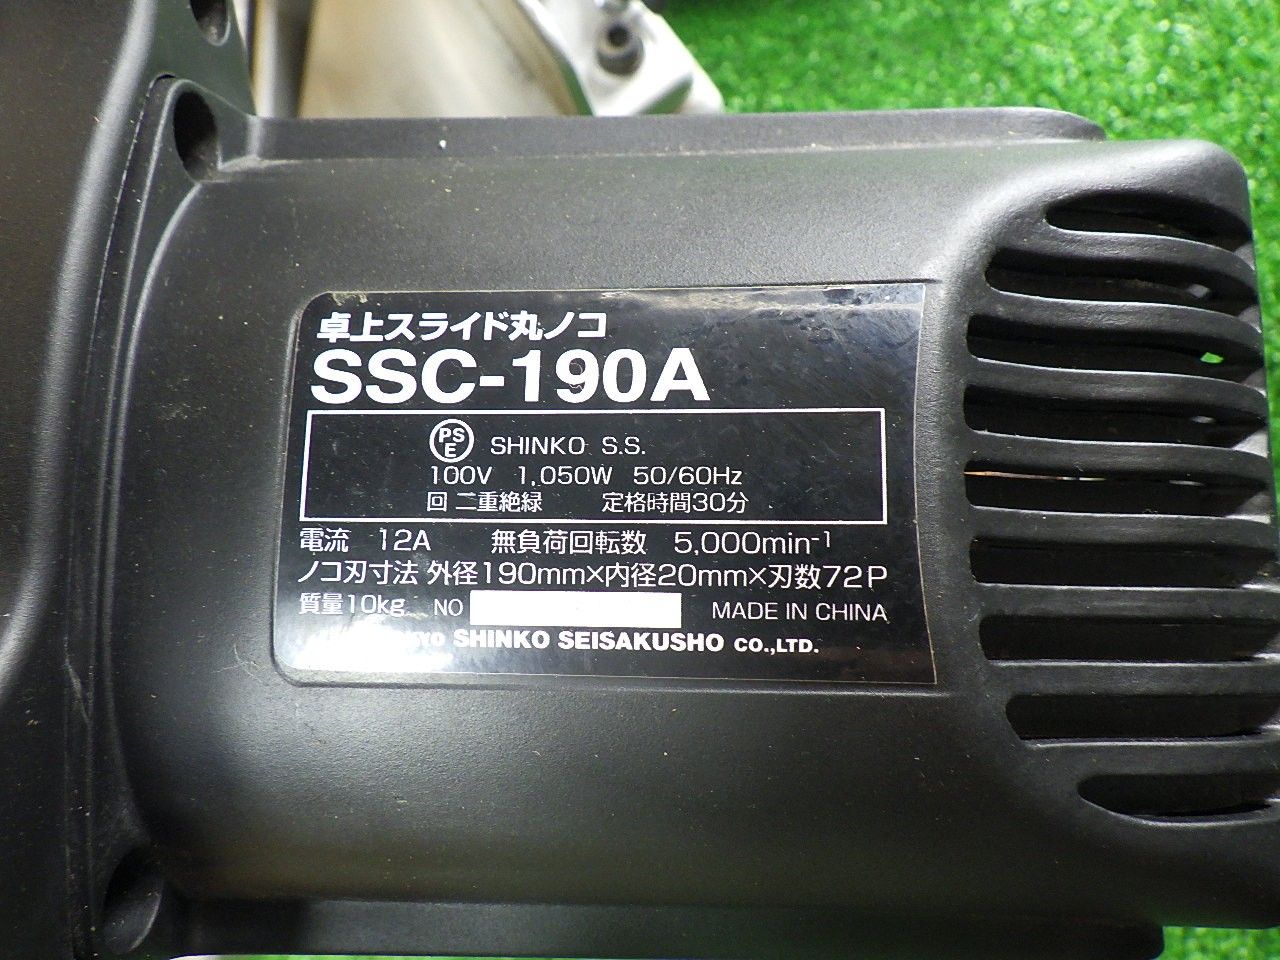 卓上スライド丸ノコ
SSC-190A
PSE SHINKO S.S.
100V 1,050W 50/60Hz
回 二重絶縁 定格時間30分
電流 12A 無負荷回転数 5,000min-1
ノコ刃寸法 外径190mm×内径20mm×刃数72P
質量10kg NO MADE IN CHINA
SHINKO SEISAKUSHO CO.,LTD.